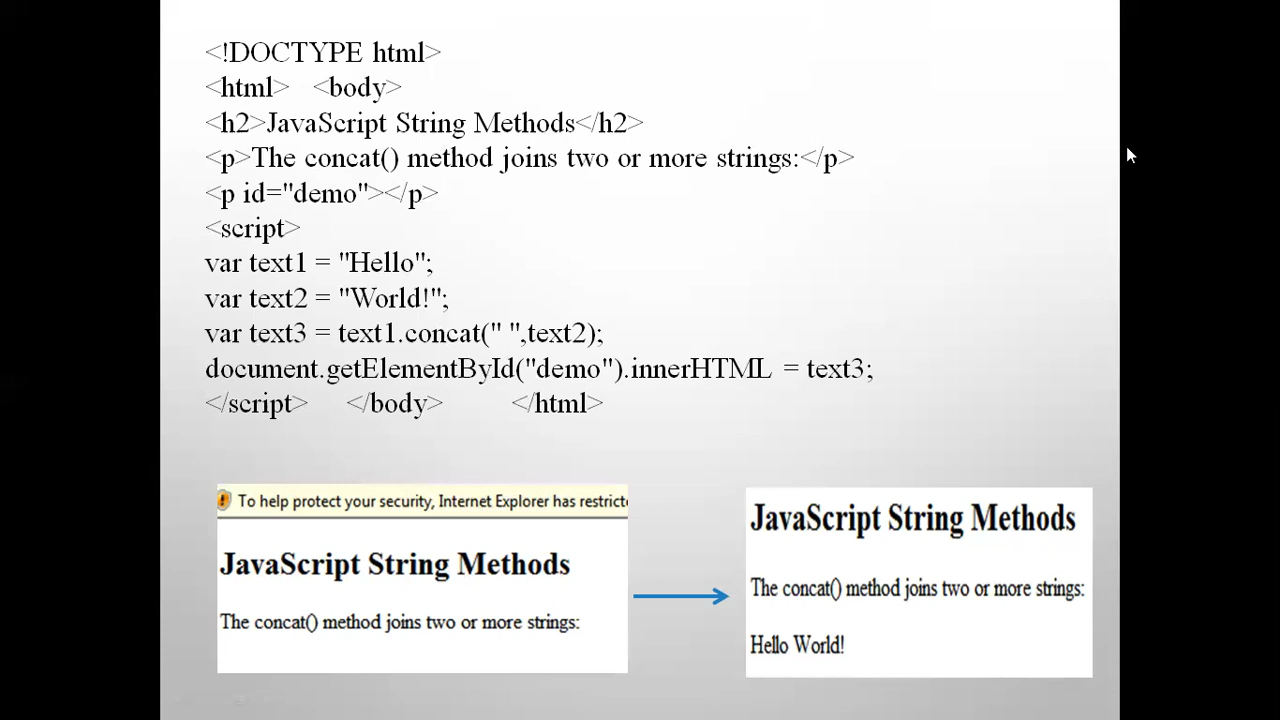 <!DOCTYPE html>
<html>   <body>
<h2>JavaScript String Methods</h2>
<p>The concat() method joins two or more strings:</p>
<p id="demo"></p>
<script>
var text1 = "Hello";
var text2 = "World!";
var text3 = text1.concat(" ",text2);
document.getElementById("demo").innerHTML = text3;
</script>   </body>   </html>
To help protect your security, Internet Explorer has
JavaScript String Methods
The concat() method joins two or more strings:
JavaScript String Methods
The concat() method joins two or more strings:
Hello World!